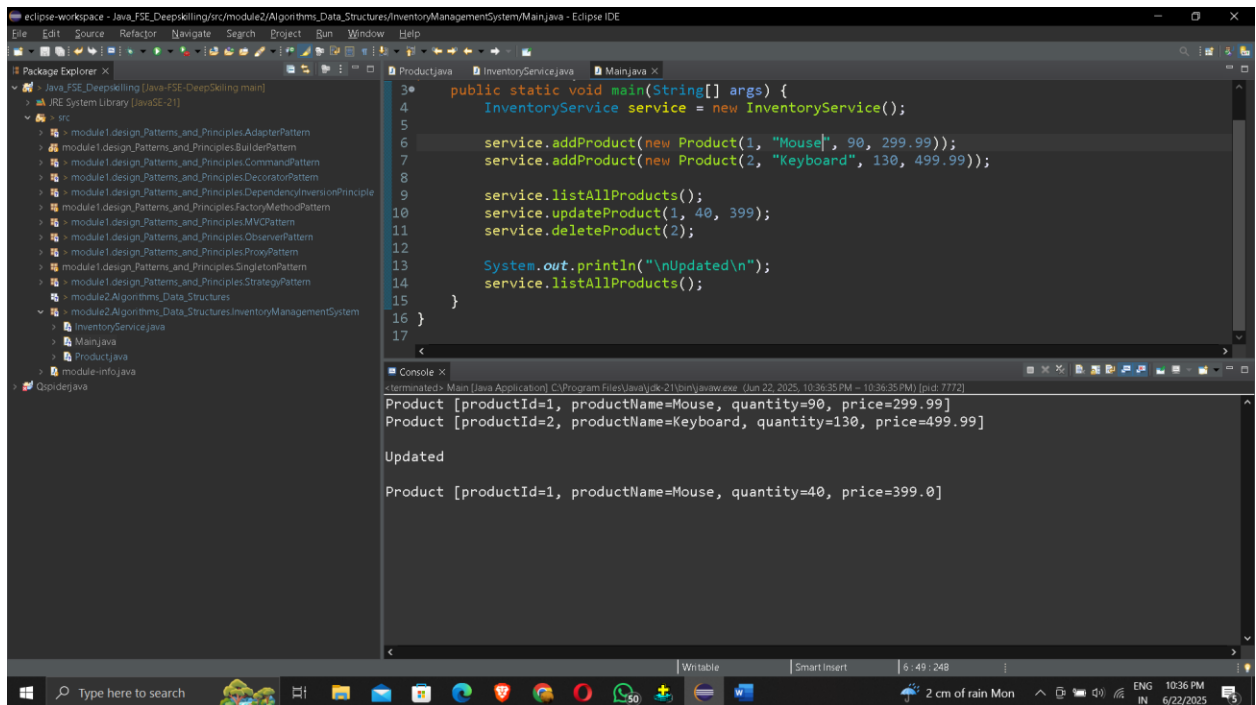 eclipse-workspace - Java_FSE_Deepskilling/src/module2/Algorithms_Data_Structures/InventoryManagementSystem/Main.java - Eclipse IDE
File Edit Source Refactor Navigate Search Project Run Window Help
Package Explorer
Java_FSE_Deepskilling [Java-FSE-DeepSkiling main]
JRE System Library [JavaSE-21]
> src
> module1.design_Patterns_and_Principles.AdapterPattern
module1.design_Patterns_and_Principles.BuilderPattern
> module1.design_Patterns_and_Principles.CommandPattern
> module1.design_Patterns_and_Principles.DecoratorPattern
> module1.design_Patterns_and_Principles.DependencyInversionPrinciple
module1.design_Patterns_and_Principles.FactoryMethodPattern
> module1.design_Patterns_and_Principles.MVCPattern
> module1.design_Patterns_and_Principles.ObserverPattern
> module1.design_Patterns_and_Principles.ProxyPattern
module1.design_Patterns_and_Principles.SingletonPattern
> module1.design_Patterns_and_Principles.StrategyPattern
> module2.Algorithms_Data_Structures
> module2.Algorithms_Data_Structures.InventoryManagementSystem
InventoryService.java
Main.java
Product.java
module-info.java
Qspiderjava
Product.java InventoryService.java Main.java
3 public static void main(String[] args) {
4 InventoryService service = new InventoryService();
5
6 service.addProduct(new Product(1, "Mouse", 90, 299.99));
7 service.addProduct(new Product(2, "Keyboard", 130, 499.99));
8
9 service.listAllProducts();
10 service.updateProduct(1, 40, 399);
11 service.deleteProduct(2);
12
13 System.out.println("\nUpdated\n");
14 service.listAllProducts();
15 }
16 }
17
Console
<terminated> Main [Java Application] C:\Program Files\Java\jdk-21\bin\javaw.exe (Jun 22, 2025, 10:36:35 PM – 10:36:35 PM) [pid: 7772]
Product [productId=1, productName=Mouse, quantity=90, price=299.99]
Product [productId=2, productName=Keyboard, quantity=130, price=499.99]
Updated
Product [productId=1, productName=Mouse, quantity=40, price=399.0]
Writable Smart Insert 6 : 49 : 248
Type here to search
50
2 cm of rain Mon
ENG
IN
10:36 PM
6/22/2025
5